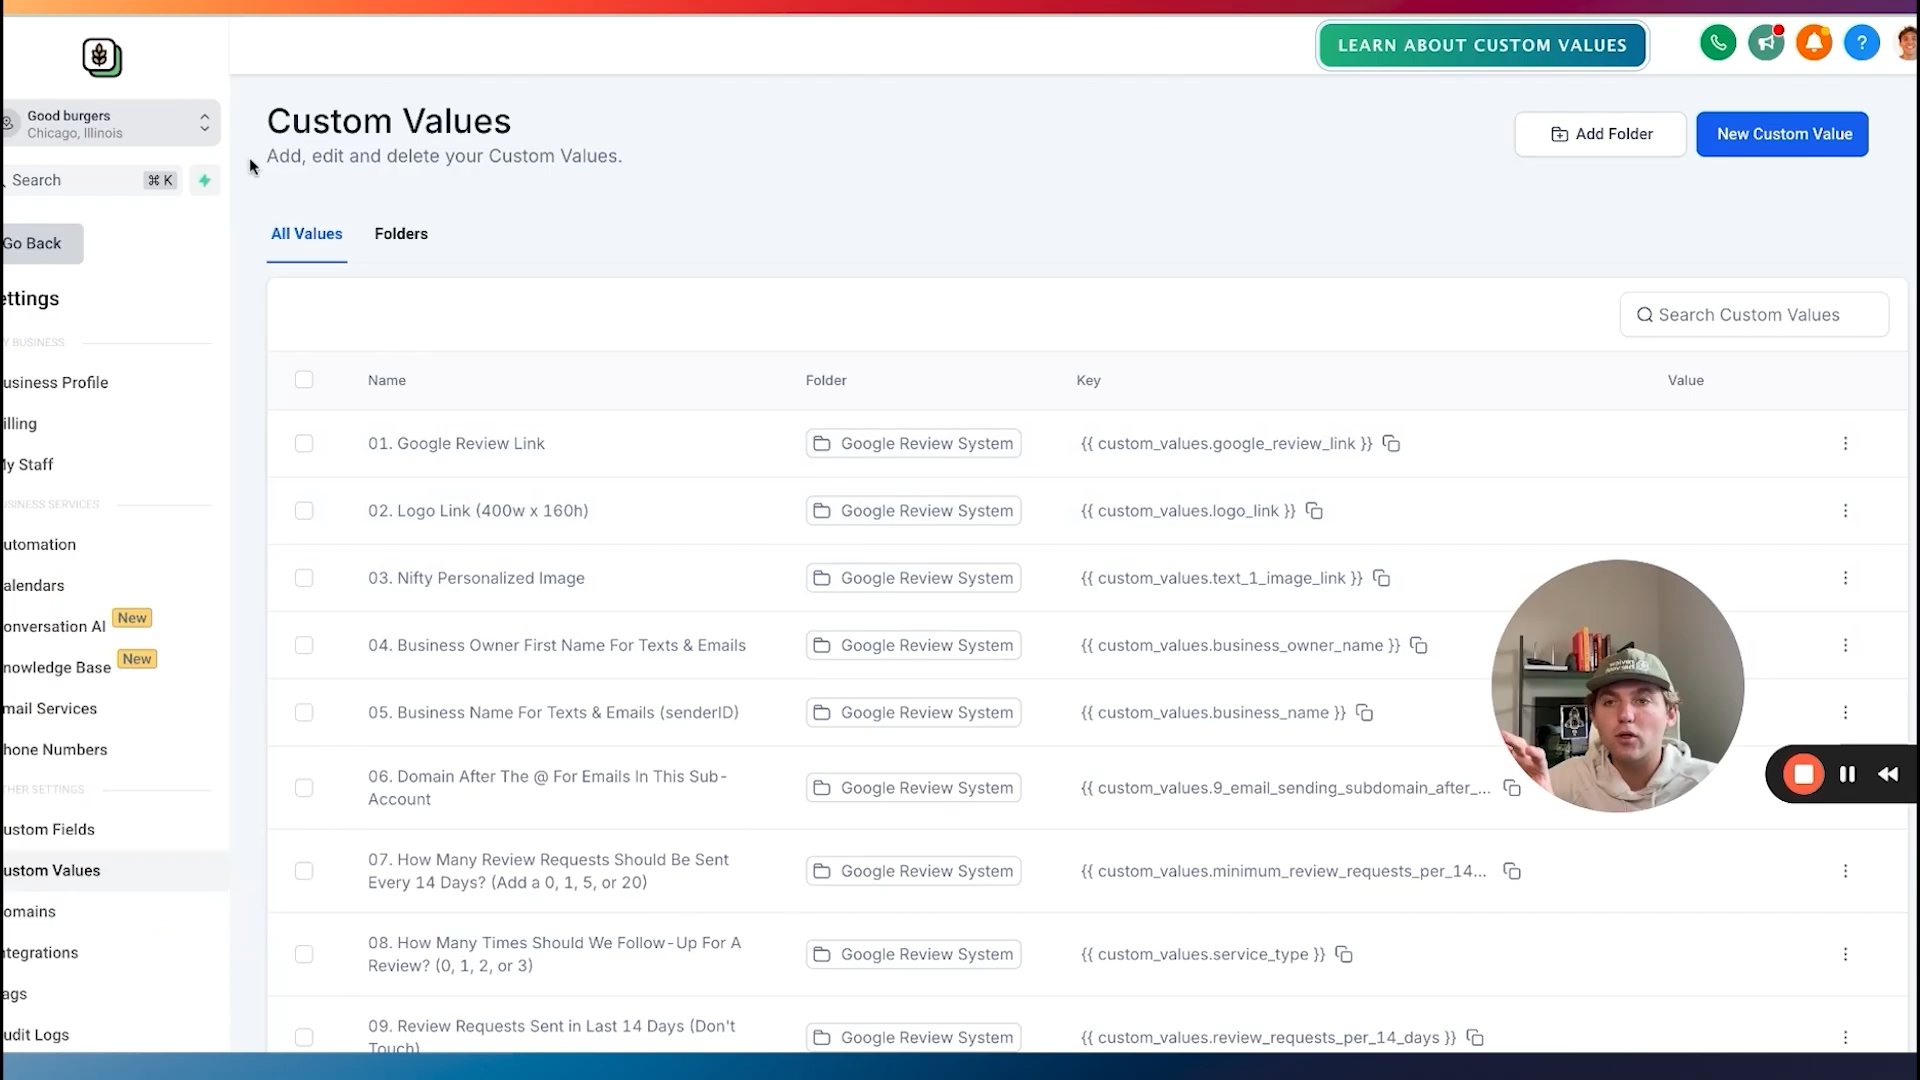 LEARN ABOUT CUSTOM VALUES
?
Good burgers
Chicago, Illinois
Search
⌘ K
Go Back
ettings
Y BUSINESS
usiness Profile
illing
y Staff
SINESS SERVICES
utomation
alendars
onversation AI New
nowledge Base New
mail Services
hone Numbers
HER SETTINGS
ustom Fields
ustom Values
omains
ntegrations
ags
udit Logs
Custom Values
Add, edit and delete your Custom Values.
Add Folder
New Custom Value
All Values
Folders
Search Custom Values
Name Folder Key Value
01. Google Review Link Google Review System {{ custom_values.google_review_link }}
02. Logo Link (400w x 160h) Google Review System {{ custom_values.logo_link }}
03. Nifty Personalized Image Google Review System {{ custom_values.text_1_image_link }}
04. Business Owner First Name For Texts & Emails Google Review System {{ custom_values.business_owner_name }}
05. Business Name For Texts & Emails (senderID) Google Review System {{ custom_values.business_name }}
06. Domain After The @ For Emails In This Sub-
Account
Google Review System {{ custom_values.9_email_sending_subdomain_after_...
07. How Many Review Requests Should Be Sent
Every 14 Days? (Add a 0, 1, 5, or 20)
Google Review System {{ custom_values.minimum_review_requests_per_14...
08. How Many Times Should We Follow-Up For A
Review? (0, 1, 2, or 3)
Google Review System {{ custom_values.service_type }}
09. Review Requests Sent in Last 14 Days (Don't
Touch)
Google Review System {{ custom_values.review_requests_per_14_days }}